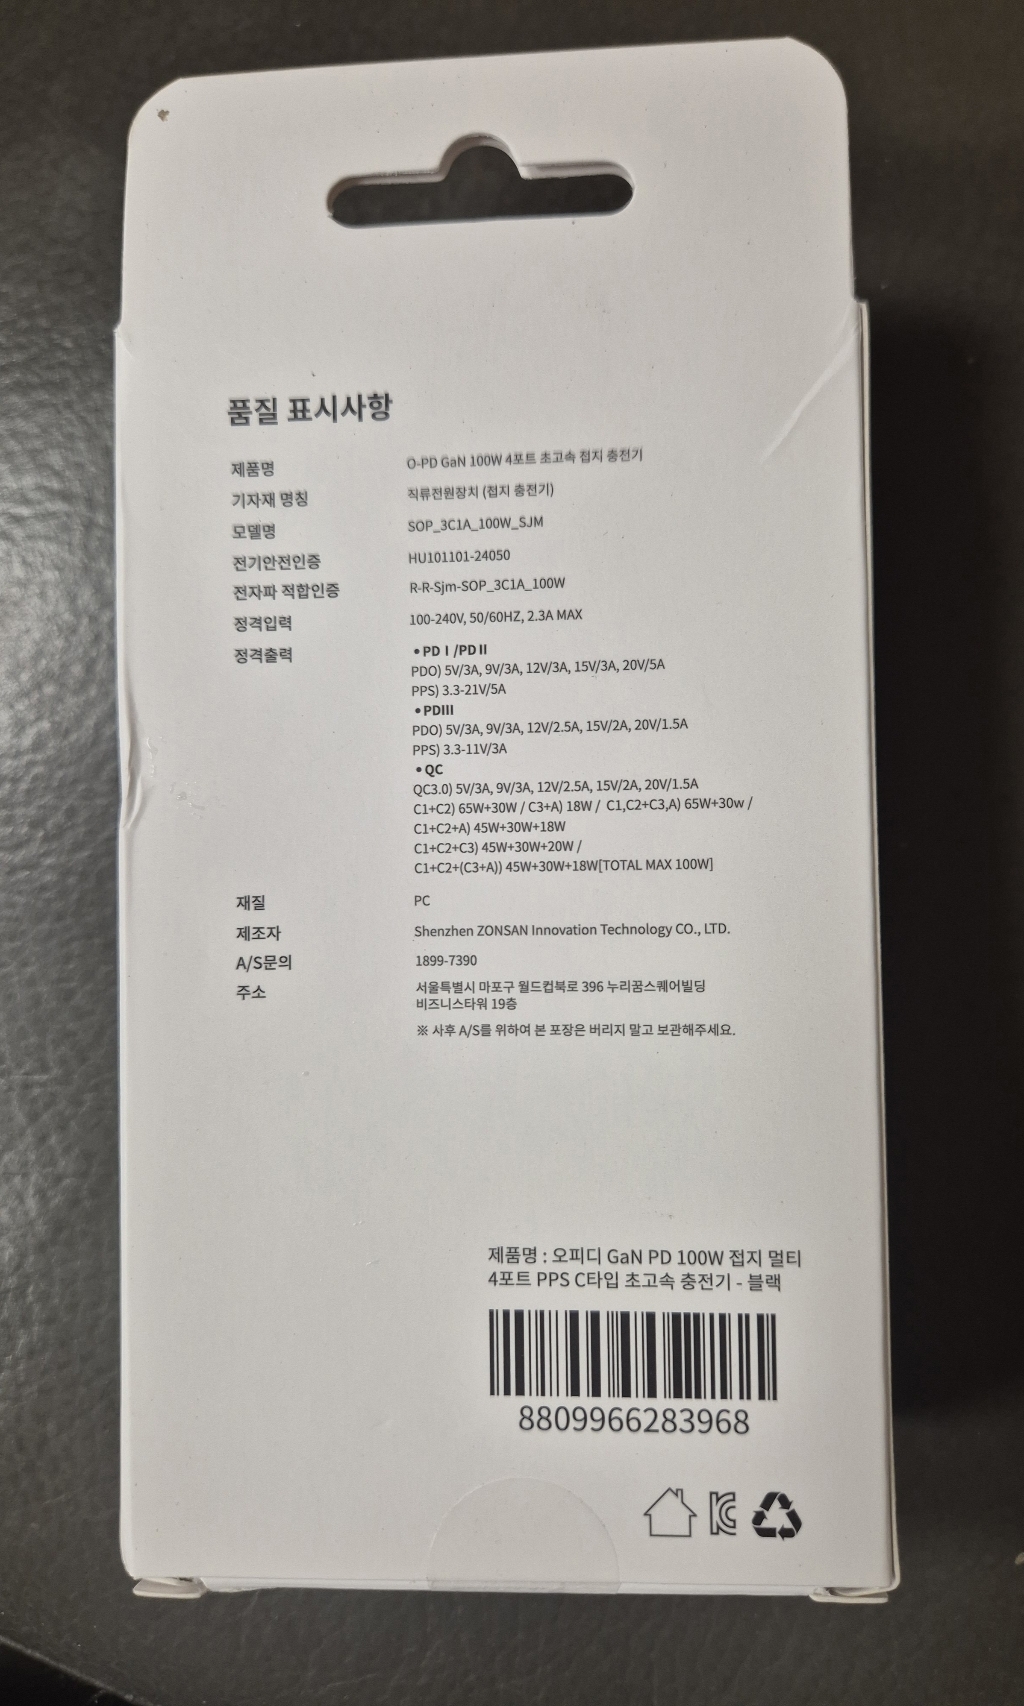 품질 표시사항
제품명 O-PD GaN 100W 4포트 초고속 접지 충전기
기자재 명칭 직류전원장치 (접지 충전기)
모델명 SOP_3C1A_100W_SJM
전기안전인증 HU101101-24050
전자파 적합인증 R-R-Sjm-SOP_3C1A_100W
정격입력 100-240V, 50/60HZ, 2.3A MAX
정격출력 •PDⅠ/PDⅡ
PDO) 5V/3A, 9V/3A, 12V/3A, 15V/3A, 20V/5A
PPS) 3.3-21V/5A
•PDIII
PDO) 5V/3A, 9V/3A, 12V/2.5A, 15V/2A, 20V/1.5A
PPS) 3.3-11V/3A
•QC
QC3.0) 5V/3A, 9V/3A, 12V/2.5A, 15V/2A, 20V/1.5A
C1+C2) 65W+30W / C3+A) 18W / C1,C2+C3,A) 65W+30w /
C1+C2+A) 45W+30W+18W
C1+C2+C3) 45W+30W+20W /
C1+C2+(C3+A)) 45W+30W+18W[TOTAL MAX 100W]
재질 PC
제조자 Shenzhen ZONSAN Innovation Technology CO., LTD.
A/S문의 1899-7390
주소 서울특별시 마포구 월드컵북로 396 누리꿈스퀘어빌딩
비즈니스타워 19층
※ 사후 A/S를 위하여 본 포장은 버리지 말고 보관해주세요.
제품명 : 오피디 GaN PD 100W 접지 멀티
4포트 PPS C타입 초고속 충전기 - 블랙
8809966283968